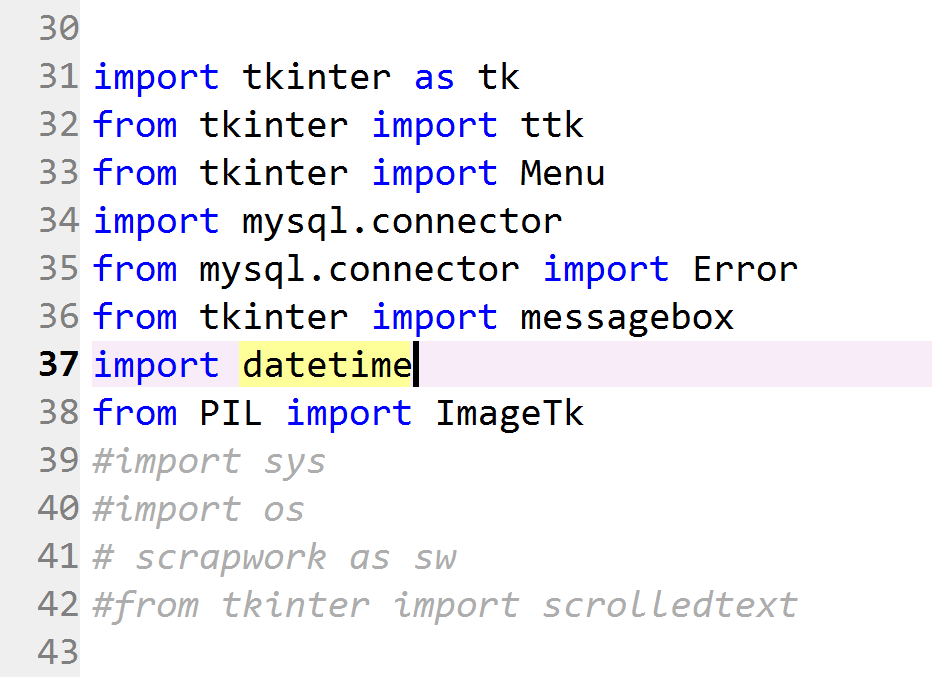 30
31 import tkinter as tk
32 from tkinter import ttk
33 from tkinter import Menu
34 import mysql.connector
35 from mysql.connector import Error
36 from tkinter import messagebox
37 import datetime
38 from PIL import ImageTk
39 #import sys
40 #import os
41 # scrapwork as sw
42 #from tkinter import scrolledtext
43